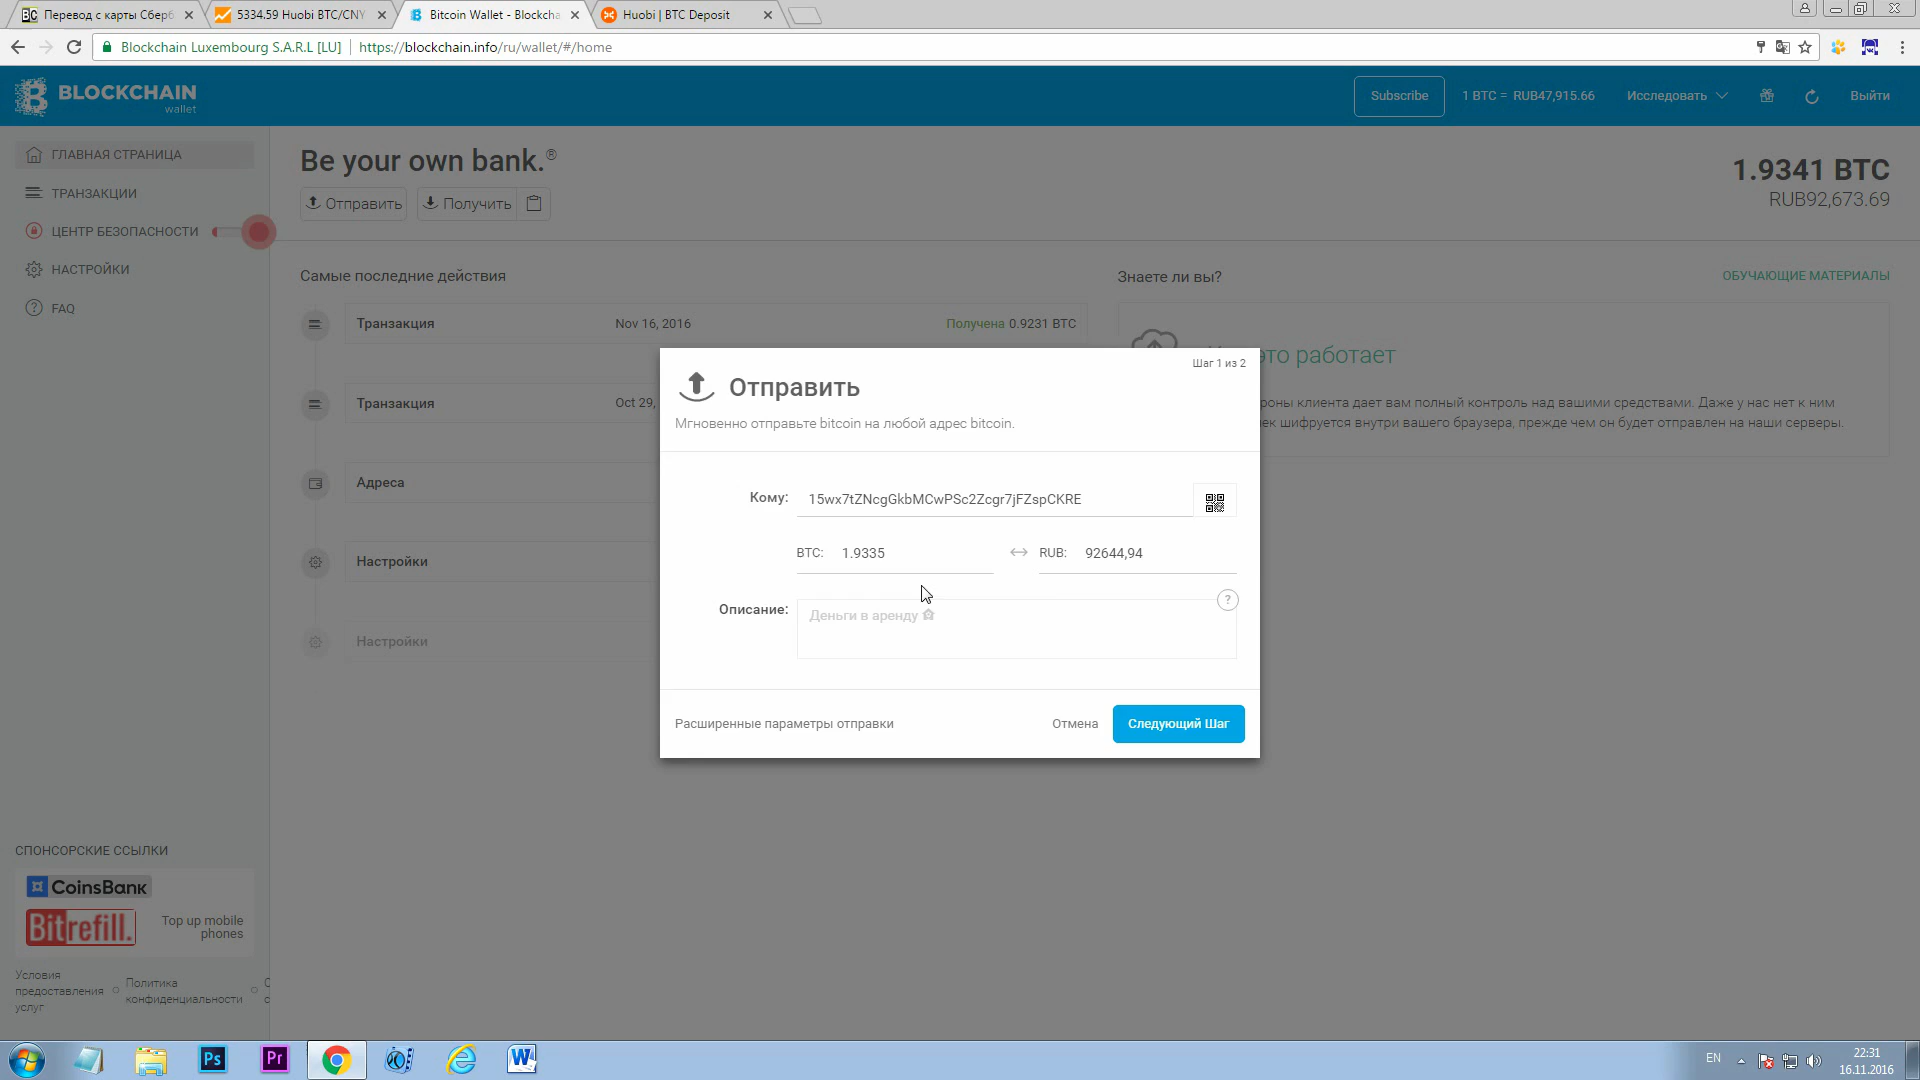 Перевод с карты Сберб
5334.59 Huobi BTC/CNY
Bitcoin Wallet - Blockcha
Huobi | BTC Deposit
Blockchain Luxembourg S.A.R.L [LU]
https://blockchain.info/ru/wallet/#/home
BLOCKCHAIN
wallet
Subscribe
1 BTC = RUB47,915.66
Исследовать
Выйти
ГЛАВНАЯ СТРАНИЦА
ТРАНЗАКЦИИ
ЦЕНТР БЕЗОПАСНОСТИ
НАСТРОЙКИ
FAQ
Be your own bank.®
Отправить
Получить
1.9341 BTC
RUB92,673.69
Самые последние действия
Транзакция
Nov 16, 2016
Получена 0.9231 BTC
Транзакция
Oct 29,
Адреса
Настройки
Настройки
Знаете ли вы?
ОБУЧАЮЩИЕ МАТЕРИАЛЫ
это работает
роны клиента дает вам полный контроль над вашими средствами. Даже у нас нет к ним
ек шифруется внутри вашего браузера, прежде чем он будет отправлен на наши серверы.
Шаг 1 из 2
Отправить
Мгновенно отправьте bitcoin на любой адрес bitcoin.
Кому:
15wx7tZNcgGkbMCwPSc2Zcgr7jFZspCKRE
BTC:
1.9335
RUB:
92644,94
Описание:
Деньги в аренду
?
Расширенные параметры отправки
Отмена
Следующий Шаг
СПОНСОРСКИЕ ССЫЛКИ
CoinsBank
Bitrefill.
Top up mobile
phones
Условия
предоставления
услуг
Политика
конфиденциальности
С
с
Ps
Pr
W
EN
22:31
16.11.2016